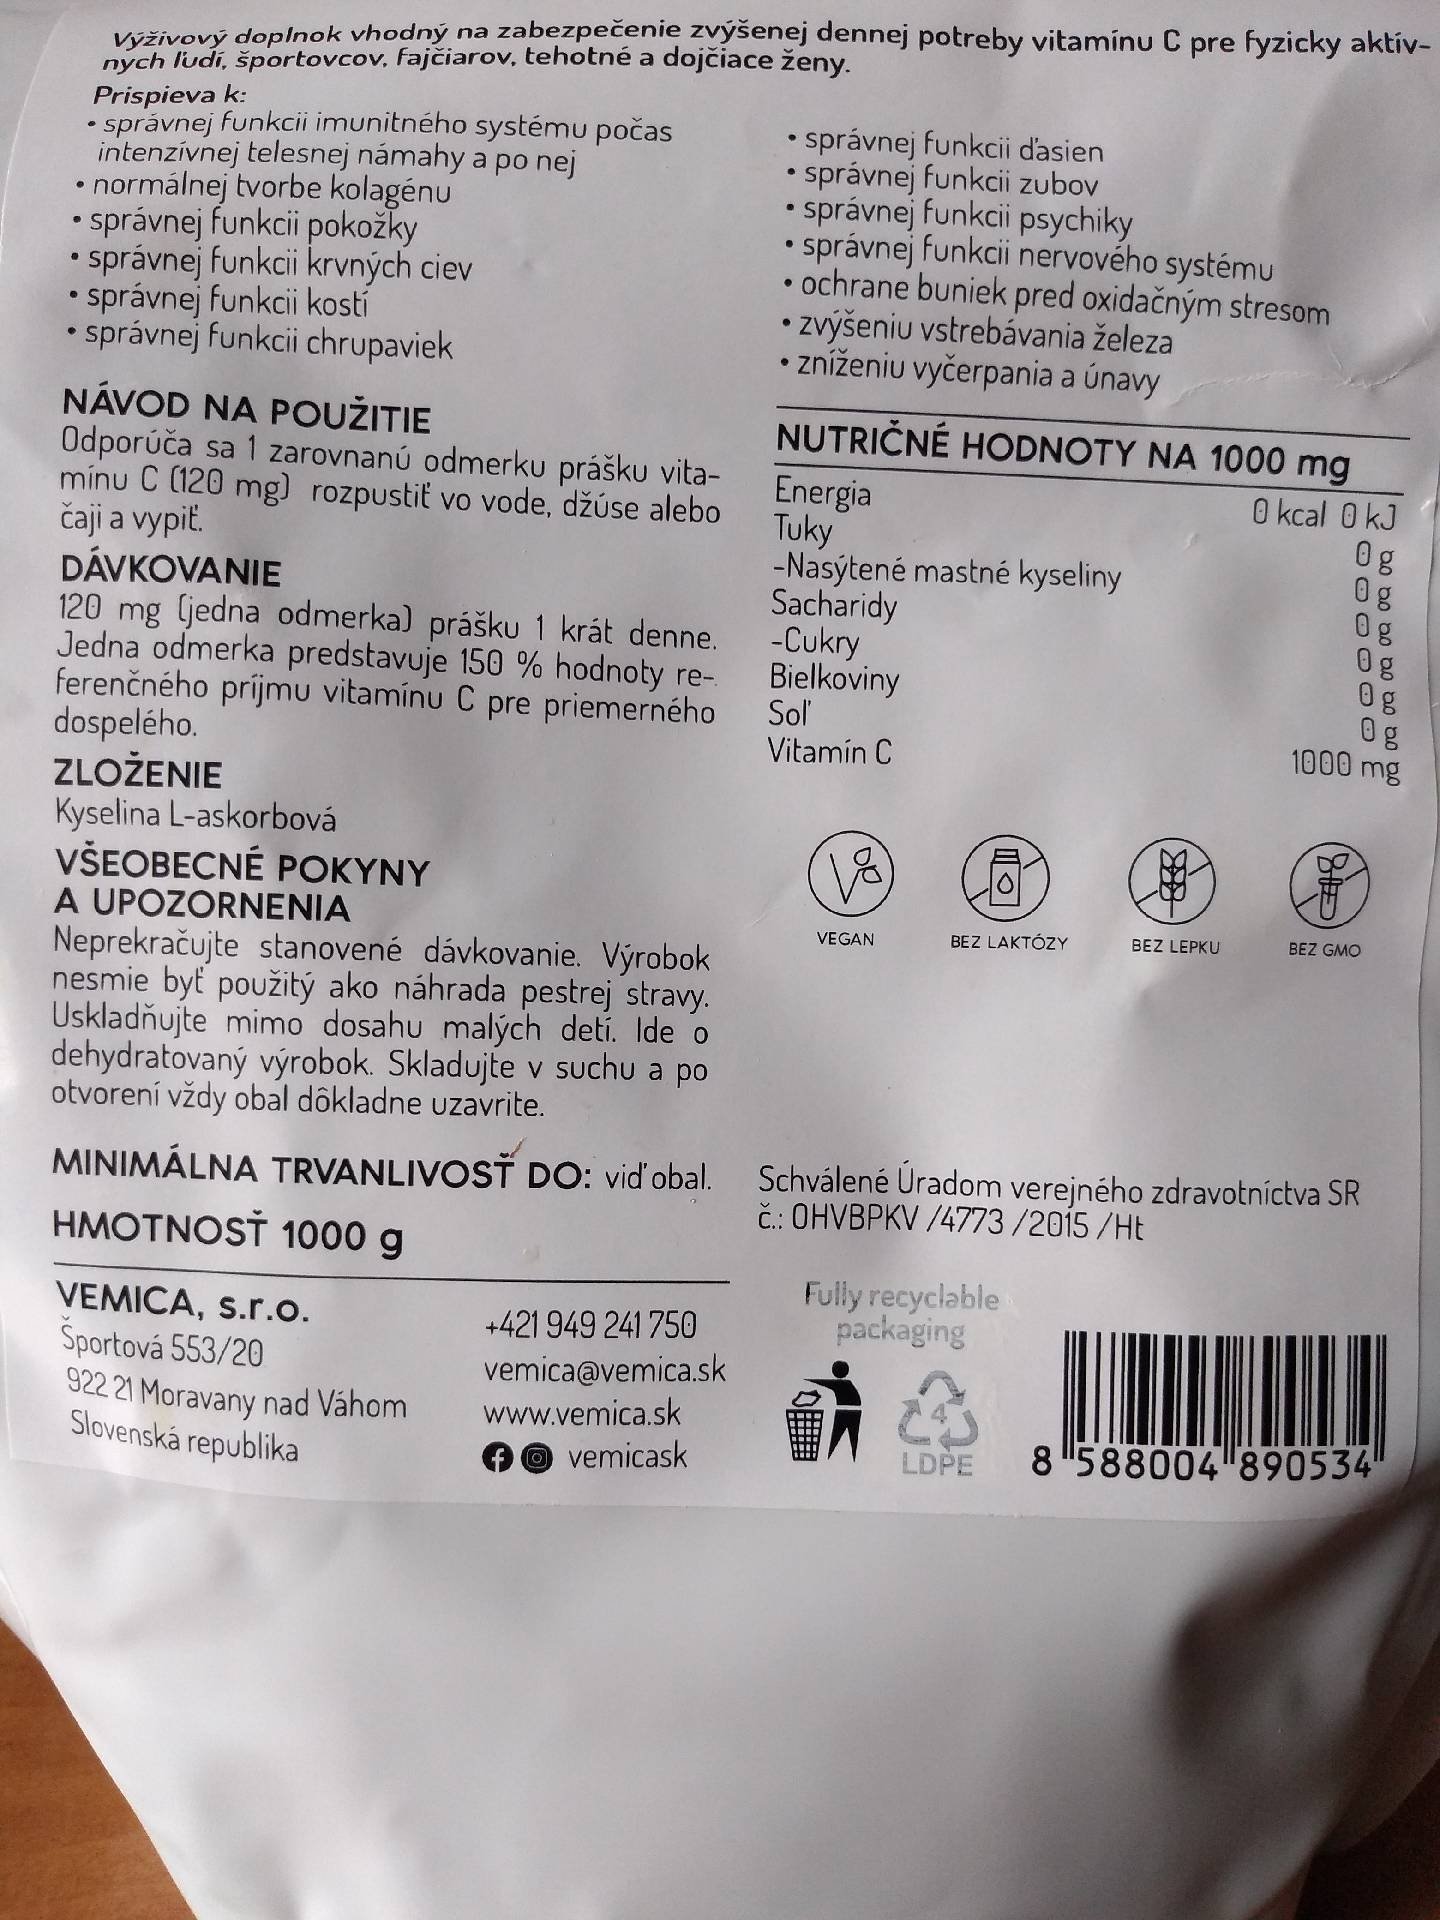 Výživový doplnok vhodný na zabezpečenie zvýšenej dennej potreby vitamínu C pre fyzicky aktív-
nych ľudí, športovcov, fajčiarov, tehotné a dojčiace ženy.
Prispieva k:
• správnej funkcii imunitného systému počas
intenzívnej telesnej námahy a po nej
• normálnej tvorbe kolagénu
• správnej funkcii pokožky
• správnej funkcii krvných ciev
• správnej funkcii kostí
• správnej funkcii chrupaviek
• správnej funkcii ďasien
• správnej funkcii zubov
• správnej funkcii psychiky
• správnej funkcii nervového systému
• ochrane buniek pred oxidačným stresom
• zvýšeniu vstrebávania železa
• zníženiu vyčerpania a únavy
NÁVOD NA POUŽITIE
Odporúča sa 1 zarovnanú odmerku prášku vita-
mínu C (120 mg) rozpustiť vo vode, džúse alebo
čaji a vypiť.
DÁVKOVANIE
120 mg (jedna odmerka) prášku 1 krát denne.
Jedna odmerka predstavuje 150 % hodnoty re-
ferenčného príjmu vitamínu C pre priemerného
dospelého.
ZLOŽENIE
Kyselina L-askorbová
VŠEOBECNÉ POKYNY
A UPOZORNENIA
Neprekračujte stanovené dávkovanie. Výrobok
nesmie byť použitý ako náhrada pestrej stravy.
Uskladňujte mimo dosahu malých detí. Ide o
dehydratovaný výrobok. Skladujte v suchu a po
otvorení vždy obal dôkladne uzavrite.
MINIMÁLNA TRVANLIVOSŤ DO: viď obal.
HMOTNOSŤ 1000 g
NUTRIČNÉ HODNOTY NA 1000 mg
Energia 0 kcal 0 kJ
Tuky 0 g
-Nasýtené mastné kyseliny 0 g
Sacharidy 0 g
-Cukry 0 g
Bielkoviny 0 g
Soľ 0 g
Vitamín C 1000 mg
VEGAN
BEZ LAKTÓZY
BEZ LEPKU
BEZ GMO
Schválené Úradom verejného zdravotníctva SR
č.: OHVBPKV /4773 /2015 /Ht
VEMICA, s.r.o.
Športová 553/20
922 21 Moravany nad Váhom
Slovenská republika
+421 949 241 750
vemica@vemica.sk
www.vemica.sk
vemicask
Fully recyclable
packaging
4
LDPE
8 588004 890534